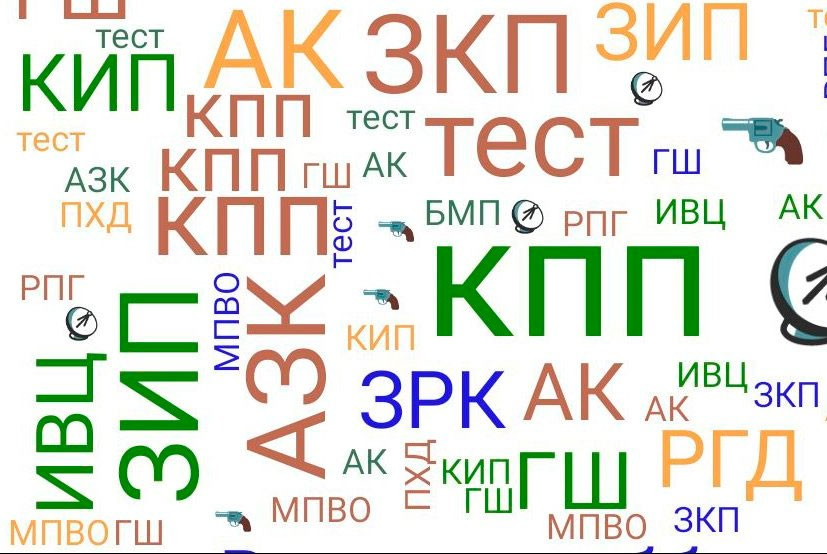 ГШ
тест
АК
ЗКП
ЗИП
КИП
КПП
тест
тест
тест
КПП
ГШ
АК
ГШ
АЗК
ПХД
КПП
тест
БМП
РПГ
ИВЦ
АК
РПГ
МПВО
АЗК
КПП
ЗИП
ИВЦ
КИП
ЗРК
АК
ИВЦ
АК
ЗКП
АК
ПХД
КИП
ГШ
ГШ
РГД
МПВО
ГШ
МПВО
МПВО
ЗКП